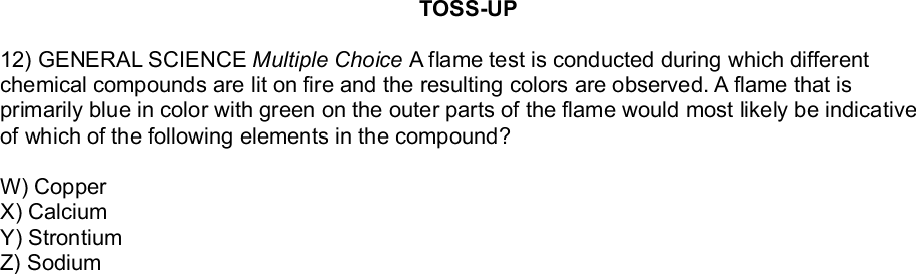 TOSS-UP
12) GENERAL SCIENCE Multiple Choice A flame test is conducted during which different
chemical compounds are lit on fire and the resulting colors are observed. A flame that is
primarily blue in color with green on the outer parts of the flame would most likely be indicative
of which of the following elements in the compound?
W) Copper
X) Calcium
Y) Strontium
Z) Sodium